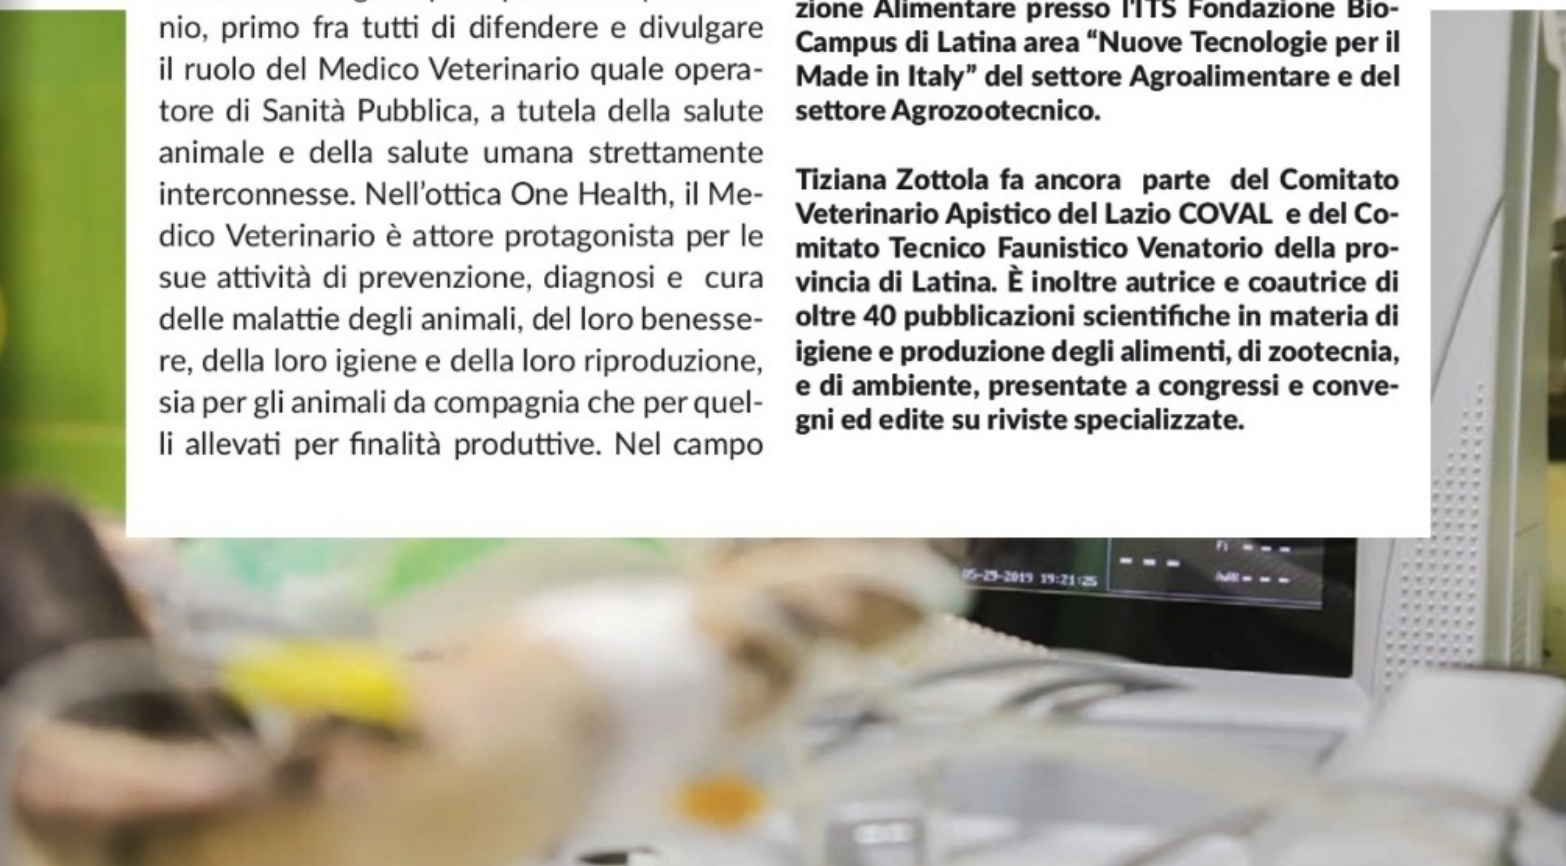 nio, primo fra tutti di difendere e divulgare
il ruolo del Medico Veterinario quale opera-
tore di Sanità Pubblica, a tutela della salute
animale e della salute umana strettamente
interconnesse. Nell'ottica One Health, il Me-
dico Veterinario è attore protagonista per le
sue attività di prevenzione, diagnosi e cura
delle malattie degli animali, del loro benesse-
re, della loro igiene e della loro riproduzione,
sia per gli animali da compagnia che per quel-
li allevati per finalità produttive. Nel campo
zione Alimentare presso l'ITS Fondazione Bio-
Campus di Latina area “Nuove Tecnologie per il
Made in Italy” del settore Agroalimentare e del
settore Agrozootecnico.
Tiziana Zottola fa ancora parte del Comitato
Veterinario Apistico del Lazio COVAL e del Co-
mitato Tecnico Faunistico Venatorio della pro-
vincia di Latina. È inoltre autrice e coautrice di
oltre 40 pubblicazioni scientifiche in materia di
igiene e produzione degli alimenti, di zootecnia,
e di ambiente, presentate a congressi e conve-
gni ed edite su riviste specializzate.
05-29-2019 19:21:25